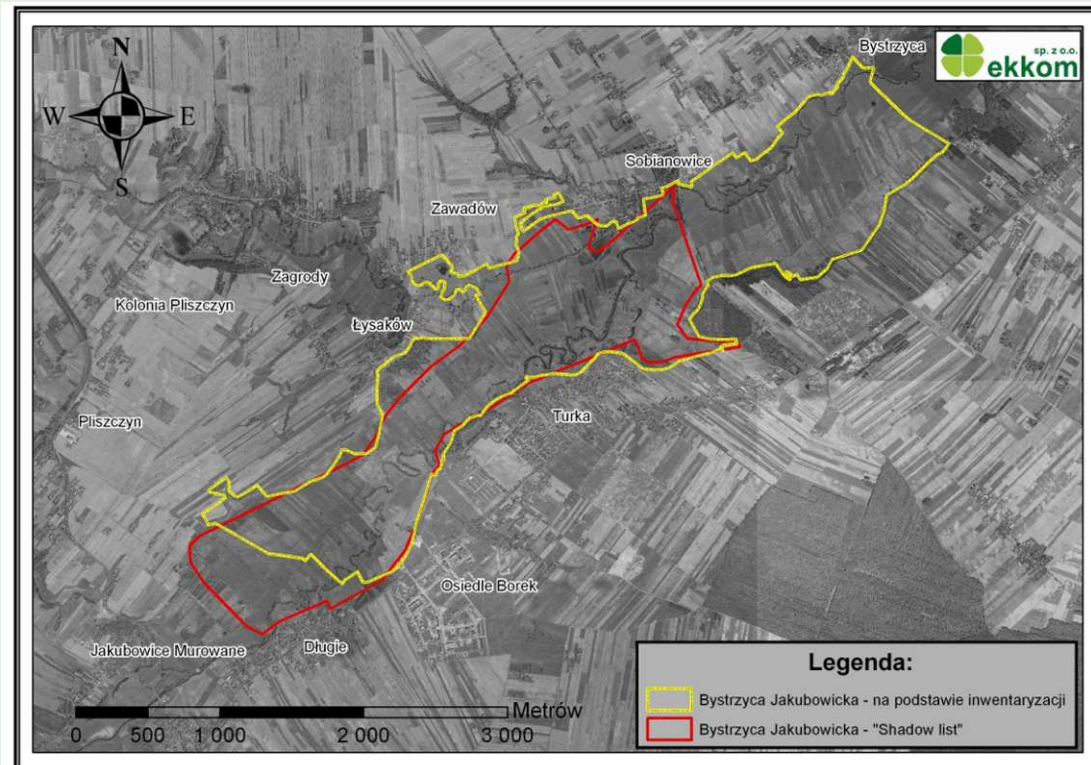 N
W E
S
Bystrzyca
sp. z o.o.
ekkom
Sobianowice
Zawadów
Zagrody
Kolonia Pliszczyn
Łysaków
Pliszczyn
Turka
Osiedle Borek
Jakubowice Murowane
Długie
Metrów
0 500 1 000 2 000 3 000
Legenda:
Bystrzyca Jakubowicka - na podstawie inwentaryzacji
Bystrzyca Jakubowicka - "Shadow list"